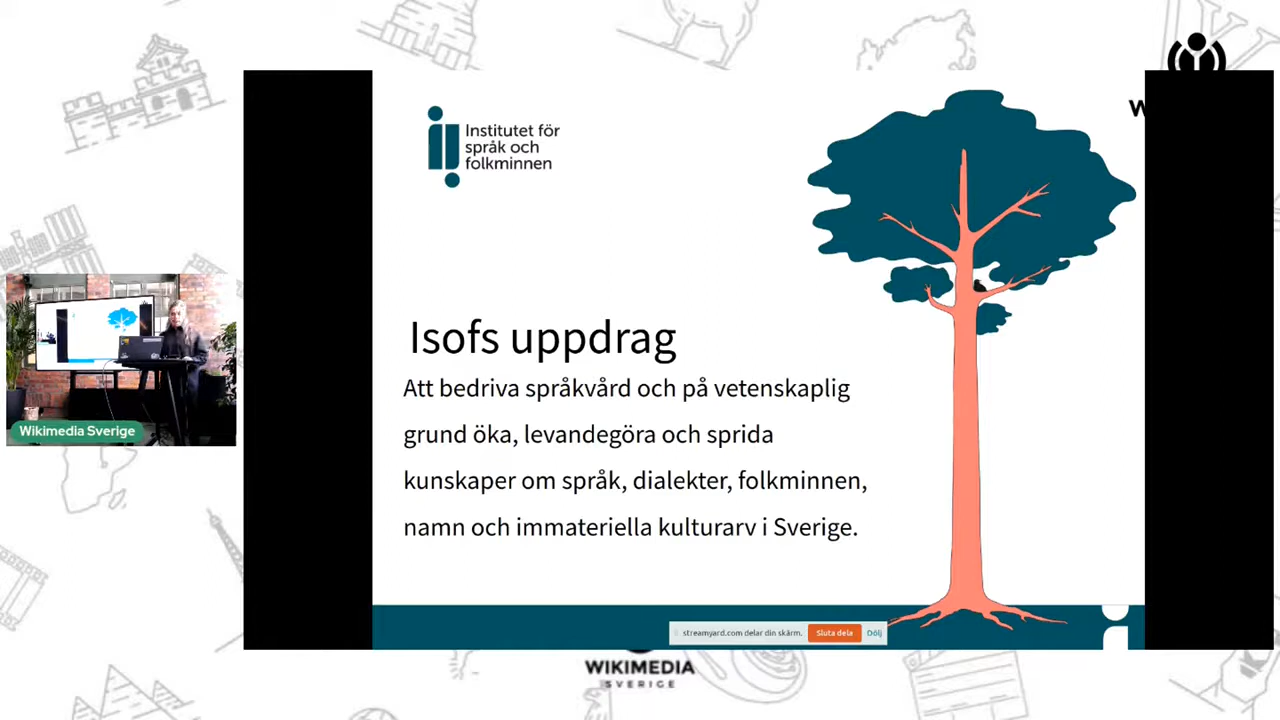 W
Institutet för
språk och
folkminnen
Isofs uppdrag
Att bedriva språkvård och på vetenskaplig
grund öka, levandegöra och sprida
kunskaper om språk, dialekter, folkminnen,
namn och immateriella kulturarv i Sverige.
Wikimedia Sverige
streamyard.com delar din skärm.
Sluta dela
Dölj
WIKIMEDIA
SVERIGE